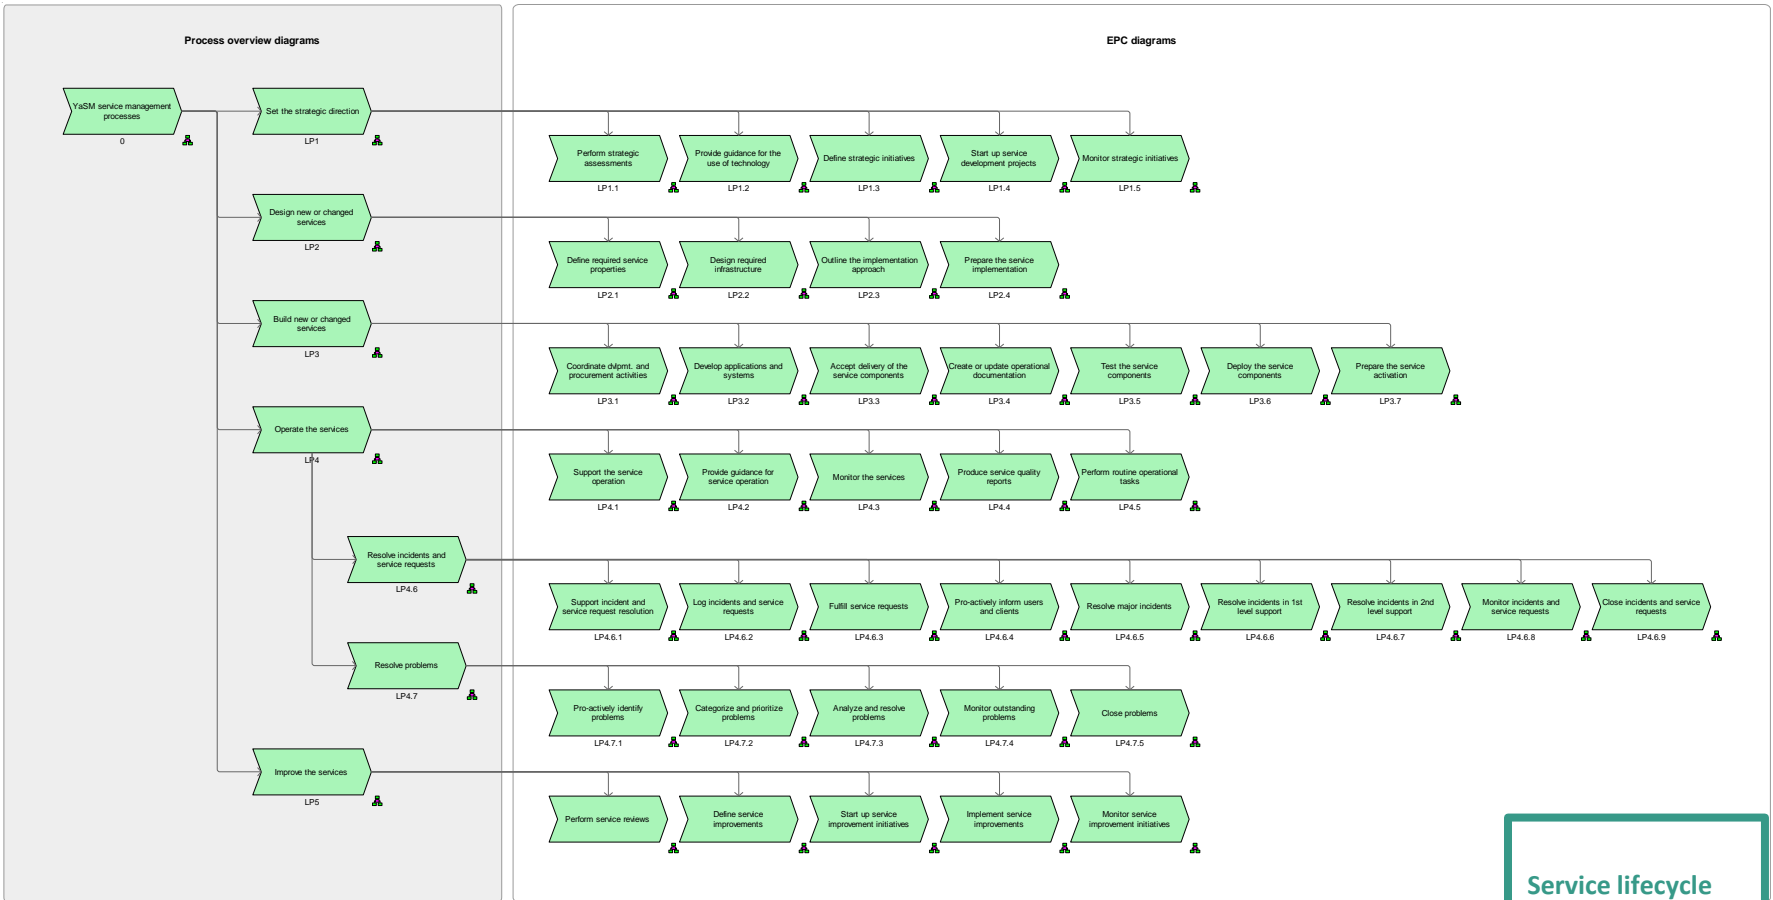 Process overview diagrams
EPC diagrams
YaSM service management
processes
0
Set the strategic direction
LP1
Perform strategic
assessments
LP1.1
Provide guidance for the
use of technology
LP1.2
Define strategic initiatives
LP1.3
Start up service
development projects
LP1.4
Monitor strategic initiatives
LP1.5
Design new or changed
services
LP2
Define required service
properties
LP2.1
Design required
infrastructure
LP2.2
Outline the implementation
approach
LP2.3
Prepare the service
implementation
LP2.4
Build new or changed
services
LP3
Coordinate dvlpmt. and
procurement activities
LP3.1
Develop applications and
systems
LP3.2
Accept delivery of the
service components
LP3.3
Create or update operational
documentation
LP3.4
Test the service
components
LP3.5
Deploy the service
components
LP3.6
Prepare the service
activation
LP3.7
Operate the services
LP4
Support the service
operation
LP4.1
Provide guidance for
service operation
LP4.2
Monitor the services
LP4.3
Produce service quality
reports
LP4.4
Perform routine operational
tasks
LP4.5
Resolve incidents and
service requests
LP4.6
Support incident and
service request resolution
LP4.6.1
Log incidents and service
requests
LP4.6.2
Fulfill service requests
LP4.6.3
Pro-actively inform users
and clients
LP4.6.4
Resolve major incidents
LP4.6.5
Resolve incidents in 1st
level support
LP4.6.6
Resolve incidents in 2nd
level support
LP4.6.7
Monitor incidents and
service requests
LP4.6.8
Close incidents and service
requests
LP4.6.9
Resolve problems
LP4.7
Pro-actively identify
problems
LP4.7.1
Categorize and prioritize
problems
LP4.7.2
Analyze and resolve
problems
LP4.7.3
Monitor outstanding
problems
LP4.7.4
Close problems
LP4.7.5
Improve the services
LP5
Perform service reviews
Define service
improvements
Start up service
improvement initiatives
Implement service
improvements
Monitor service
improvement initiatives
Service lifecycle